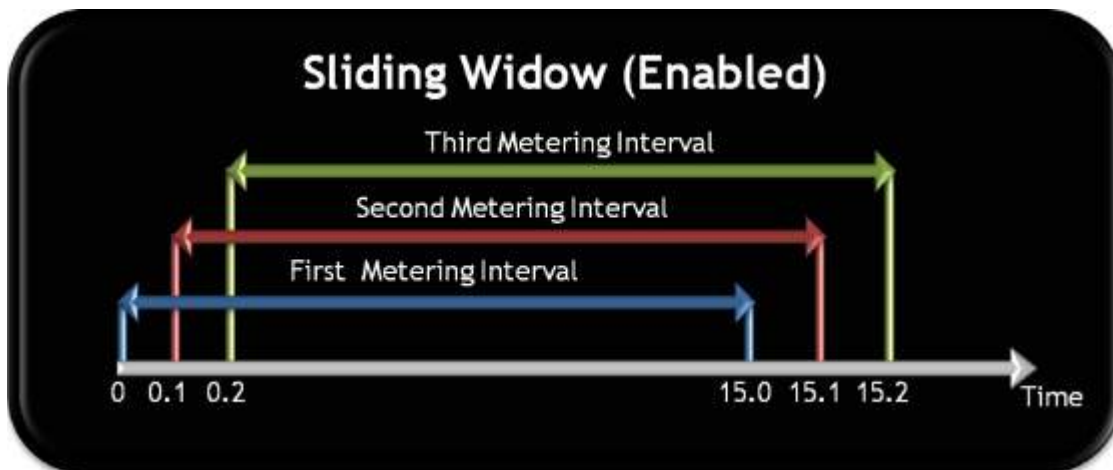 Sliding Widow (Enabled)
Third Metering Interval
Second Metering Interval
First Metering Interval
0 0.1 0.2 15.0 15.1 15.2
Time